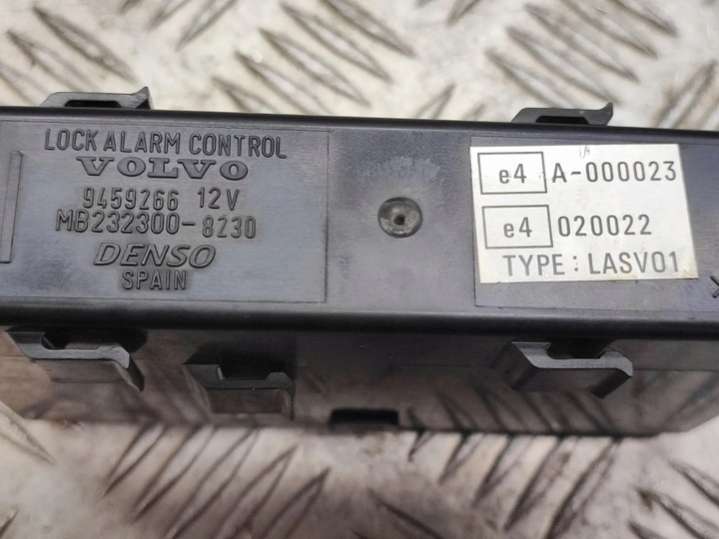 LOCK ALARM CONTROL
VOLVO
9459266 12V
MB232300-8230
DENSO
SPAIN
e4 A-000023
e4 020022
TYPE : LASV01